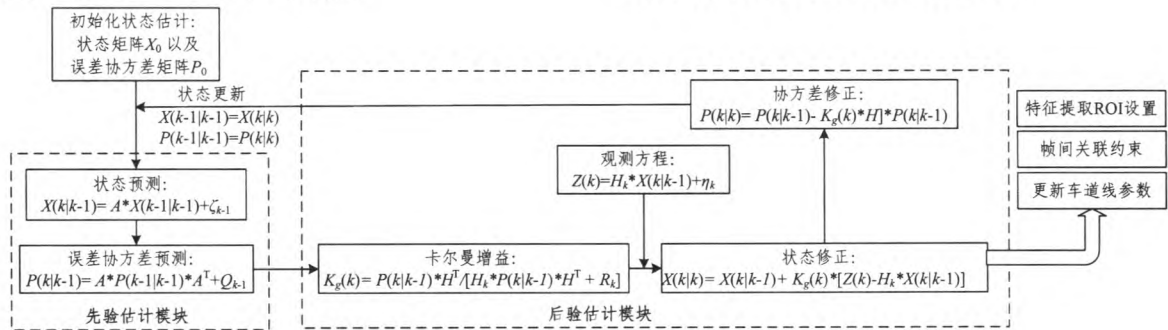 初始化状态估计:
状态矩阵X₀ 以及
误差协方差矩阵P₀
状态更新
X(k-1|k-1)=X(k|k)
P(k-1|k-1)=P(k|k)
状态预测:
X(k|k-1)= A*X(k-1|k-1)+ζₖ₋₁
误差协方差预测:
P(k|k-1)= A*P(k-1|k-1)*Aᵀ+Qₖ₋₁
先验估计模块
协方差修正:
P(k|k)= P(k|k-1)- K_g(k)*H]*P(k|k-1)
观测方程:
Z(k)=Hₖ*X(k|k-1)+ηₖ
卡尔曼增益:
K_g(k)= P(k|k-1)*Hᵀ/[Hₖ*P(k|k-1)*Hᵀ + Rₖ]
状态修正:
X(k|k)= X(k|k-1)+ K_g(k)*[Z(k)-Hₖ*X(k|k-1)]
后验估计模块
特征提取ROI设置
帧间关联约束
更新车道线参数